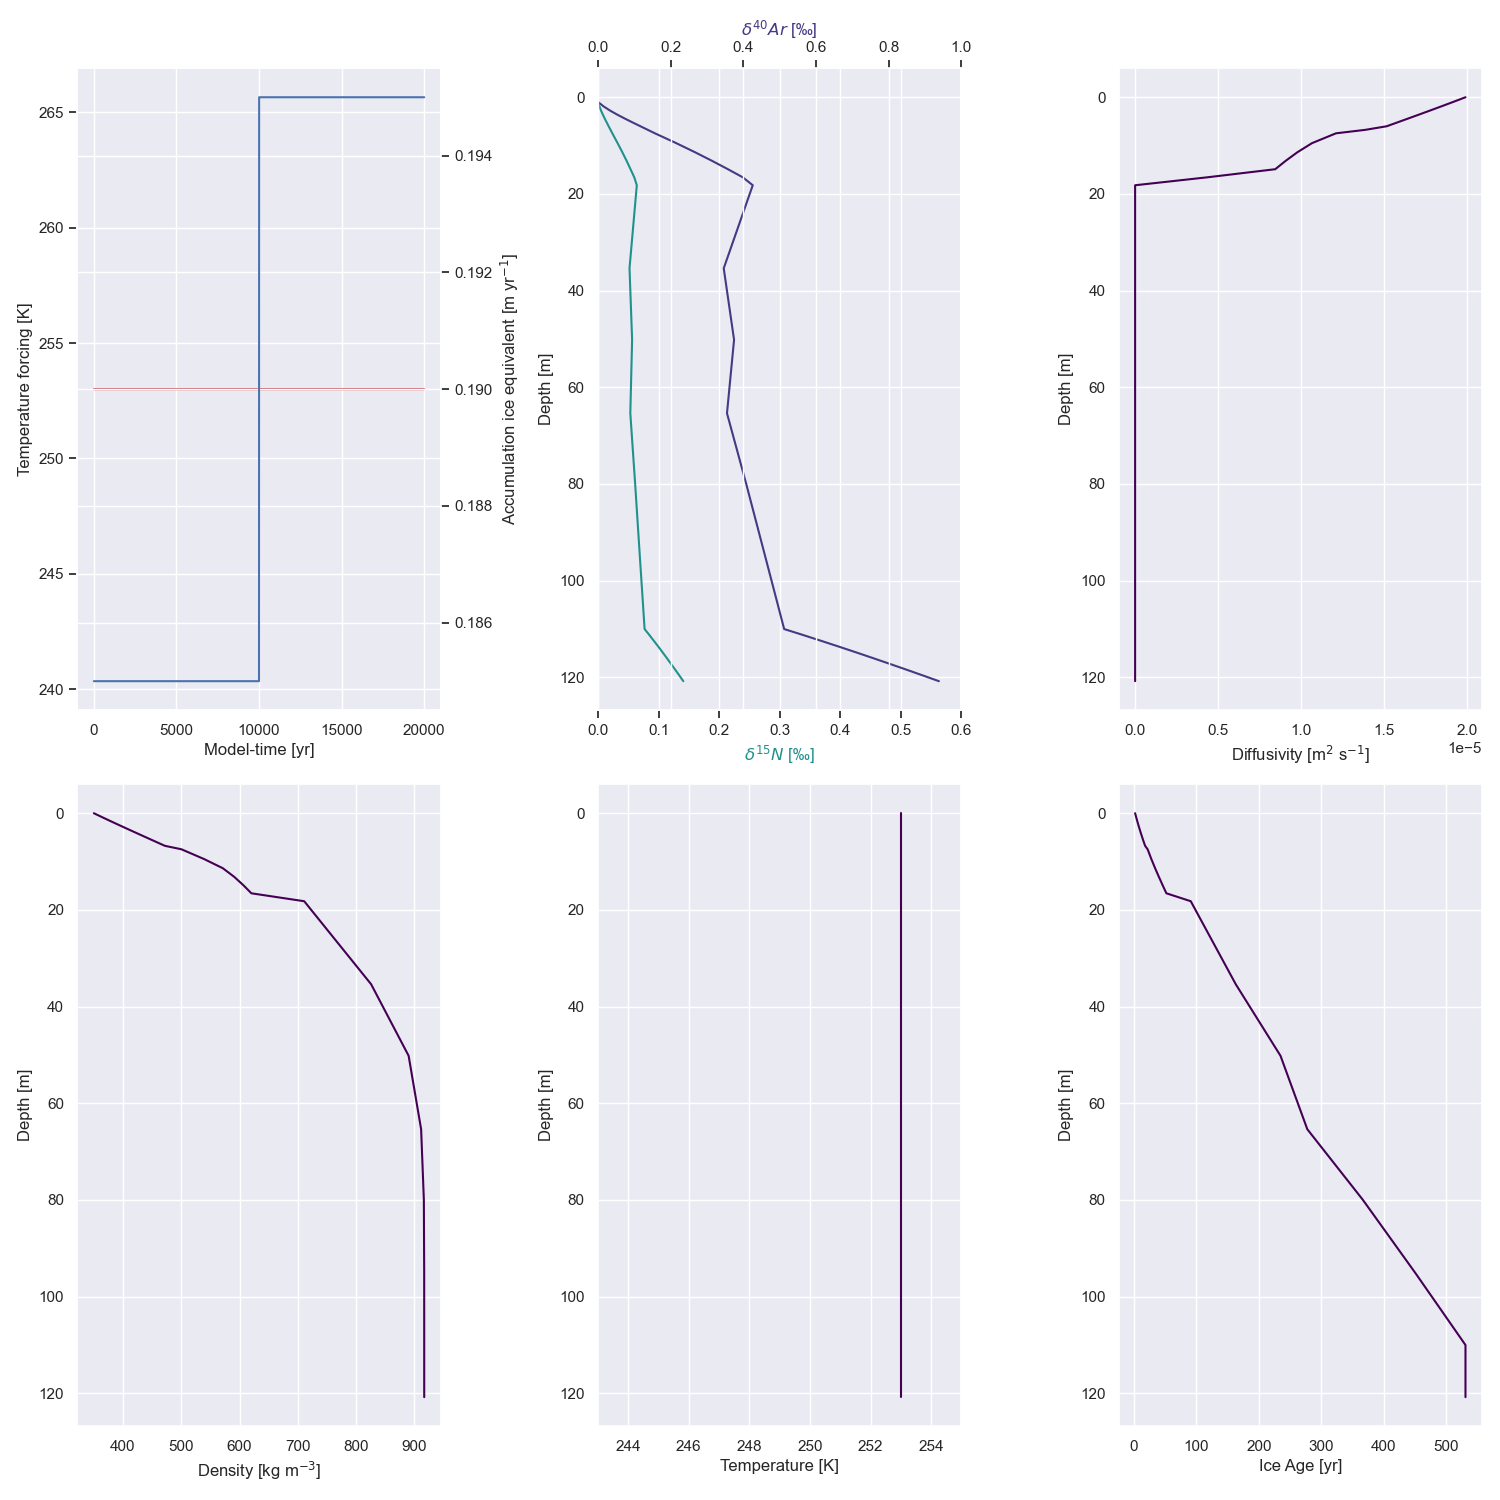 δ⁴⁰Ar [‰]
0.0 0.2 0.4 0.6 0.8 1.0
265
260
255
250
245
240
Temperature forcing [K]
0 5000 10000 15000 20000
Model-time [yr]
0.194
0.192
0.190
0.188
0.186
Accumulation ice equivalent [m yr⁻¹]
0
20
40
60
80
100
120
Depth [m]
0.0 0.1 0.2 0.3 0.4 0.5 0.6
δ¹⁵N [‰]
0
20
40
60
80
100
120
Depth [m]
0.0 0.5 1.0 1.5 2.0
1e−5
Diffusivity [m² s⁻¹]
0
20
40
60
80
100
120
Depth [m]
400 500 600 700 800 900
Density [kg m⁻³]
0
20
40
60
80
100
120
Depth [m]
244 246 248 250 252 254
Temperature [K]
0
20
40
60
80
100
120
Depth [m]
0 100 200 300 400 500
Ice Age [yr]